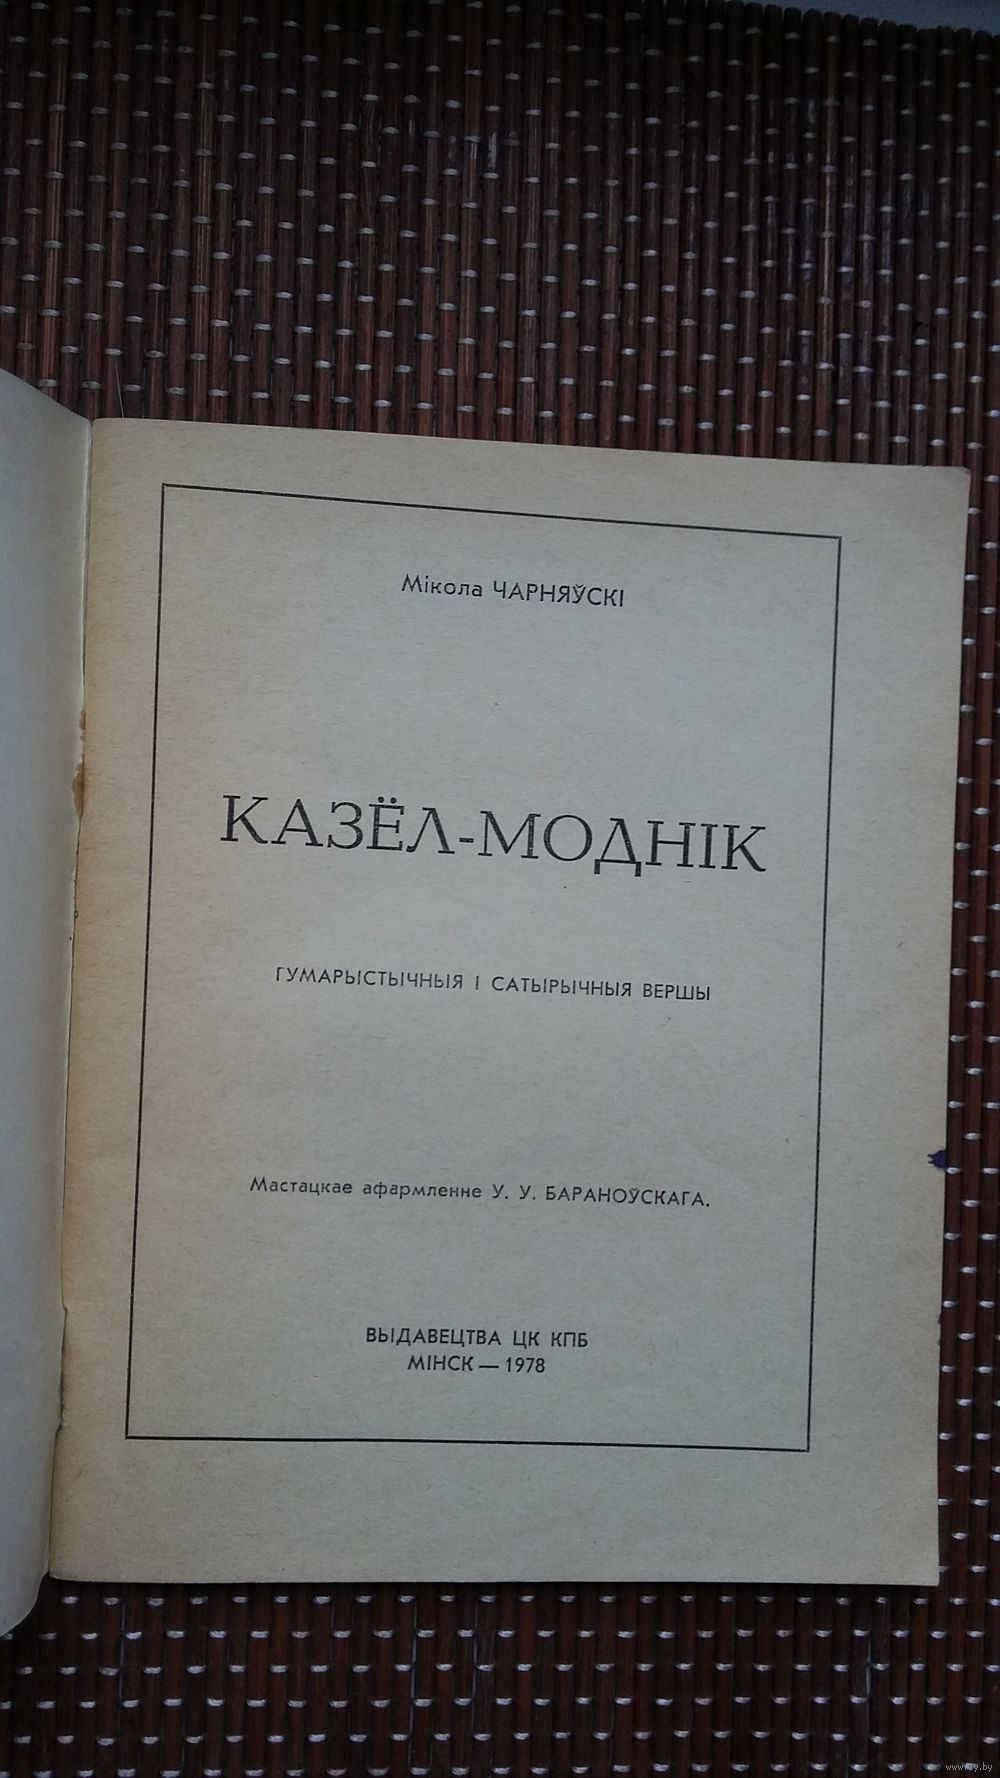 Мікола ЧАРНЯЎСКІ
КАЗЁЛ-МОДНІК
ГУМАРЫСТЫЧНЫЯ І САТЫРЫЧНЫЯ ВЕРШЫ
Мастацкае афармленне У. У. БАРАНОЎСКАГА.
ВЫДАВЕЦТВА ЦК КПБ
МІНСК — 1978